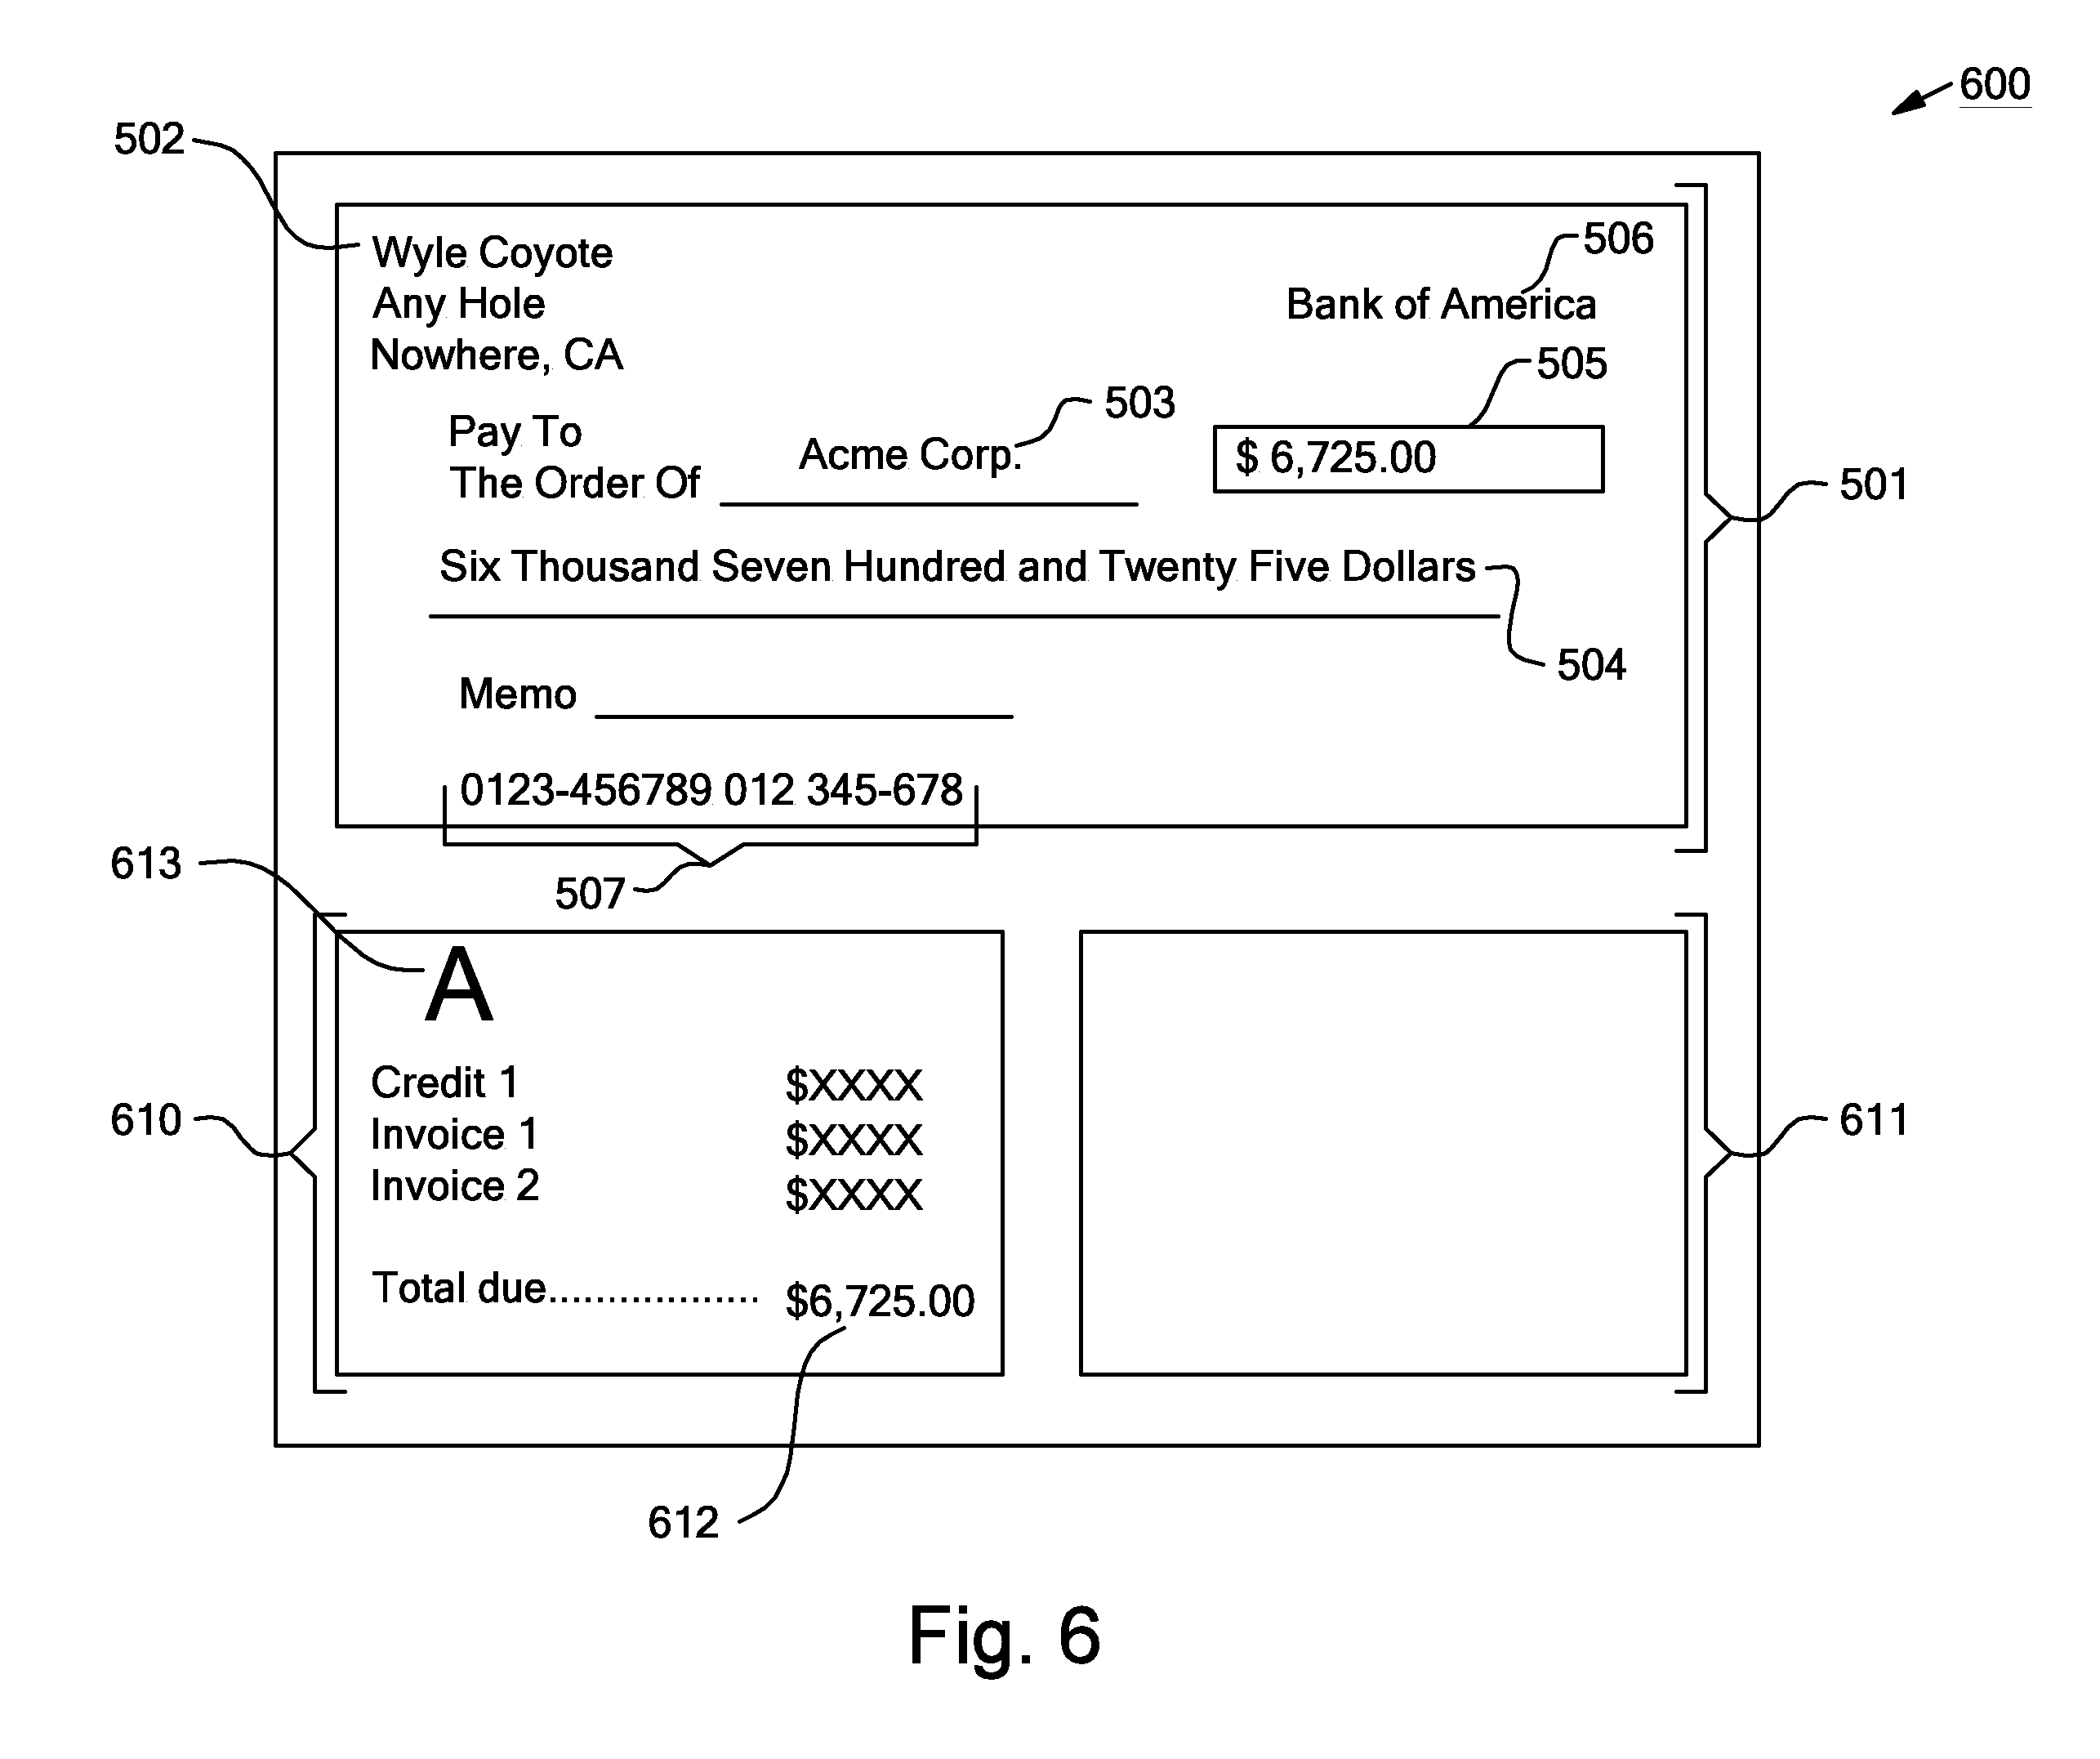 600
502
Wyle Coyote
506
Any Hole
Bank of America
Nowhere, CA
505
503
Pay To
The Order Of
Acme Corp.
$ 6,725.00
501
Six Thousand Seven Hundred and Twenty Five Dollars
504
Memo
0123-456789 012 345-678
613
507
A
Credit 1 $XXXX
610
611
Invoice 1 $XXXX
Invoice 2 $XXXX
Total due.................. $6,725.00
612
Fig. 6